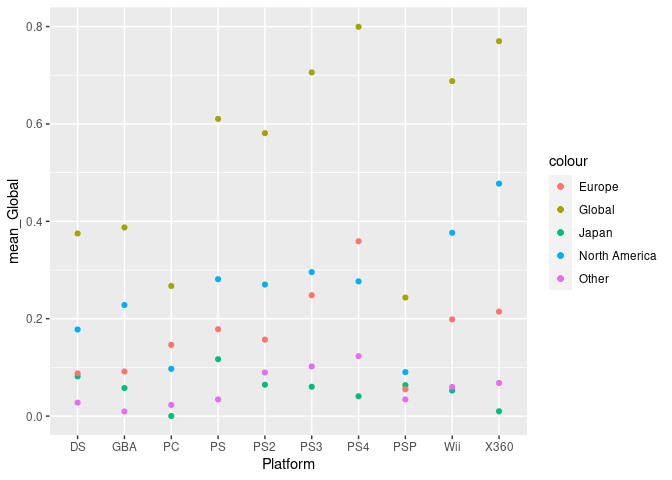 mean_Global
0.8
0.6
0.4
0.2
0.0
DS GBA PC PS PS2 PS3 PS4 PSP Wii X360
Platform
colour
Europe
Global
Japan
North America
Other